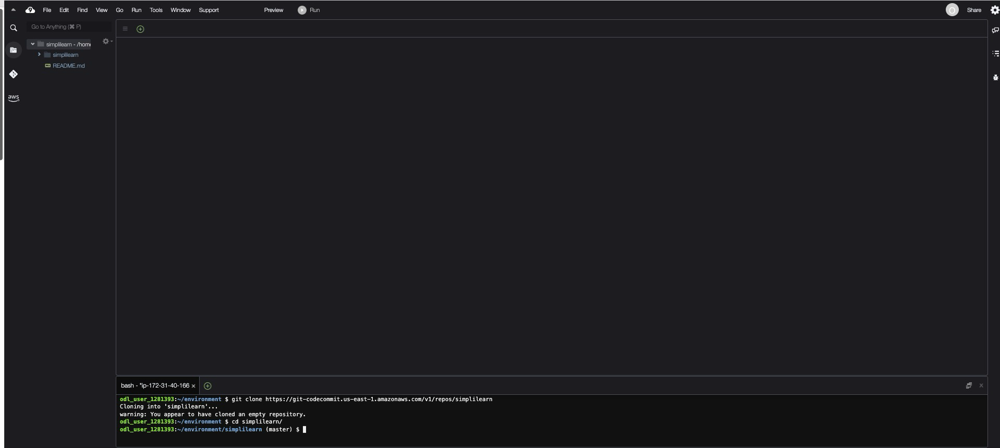 File Edit Find View Go Run Tools Window Support Preview Run O Share
Go to Anything (⌘ P)
simplilearn - /home
simplilearn
README.md
aws
bash - "ip-172-31-40-166
odl_user_1281393:~/environment $ git clone https://git-codecommit.us-east-1.amazonaws.com/v1/repos/simplilearn
Cloning into 'simplilearn'...
warning: You appear to have cloned an empty repository.
odl_user_1281393:~/environment $ cd simplilearn/
odl_user_1281393:~/environment/simplilearn (master) $